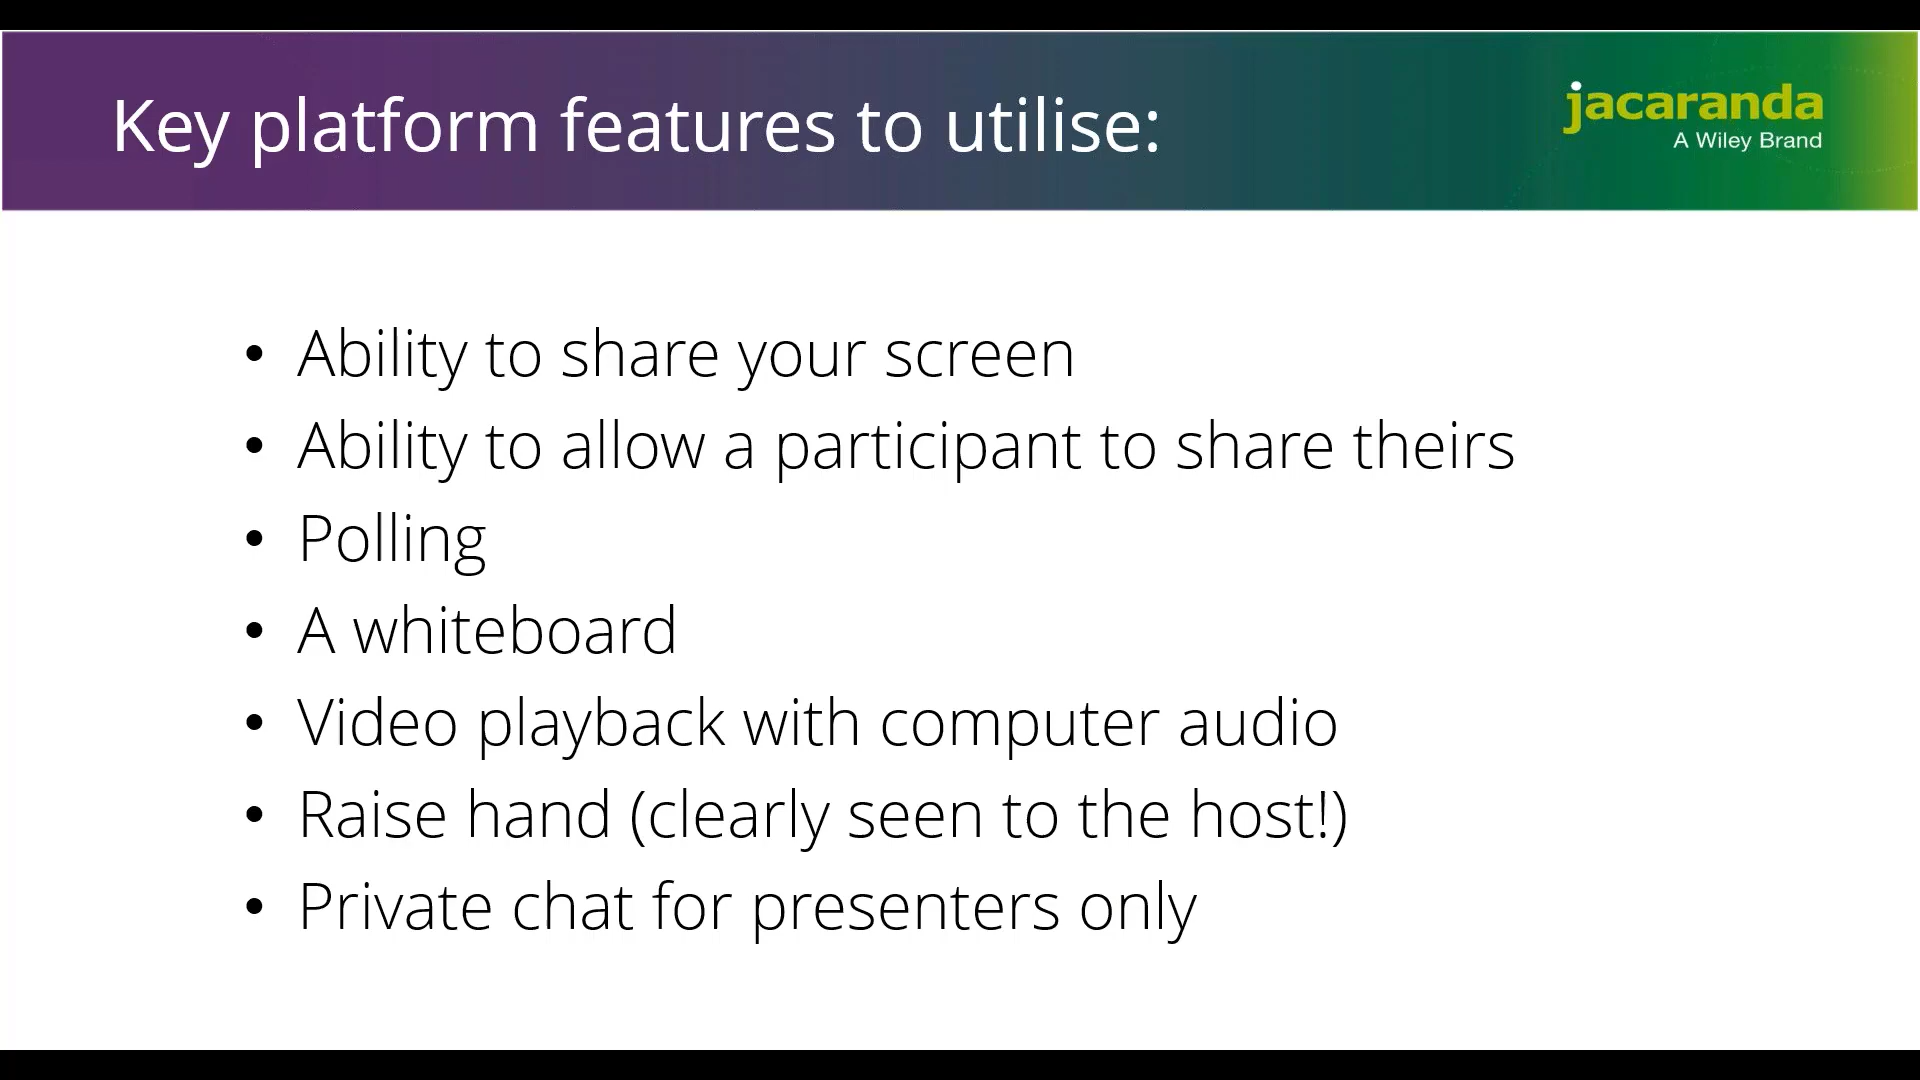 Key platform features to utilise:
jacaranda
A Wiley Brand
• Ability to share your screen
• Ability to allow a participant to share theirs
• Polling
• A whiteboard
• Video playback with computer audio
• Raise hand (clearly seen to the host!)
• Private chat for presenters only